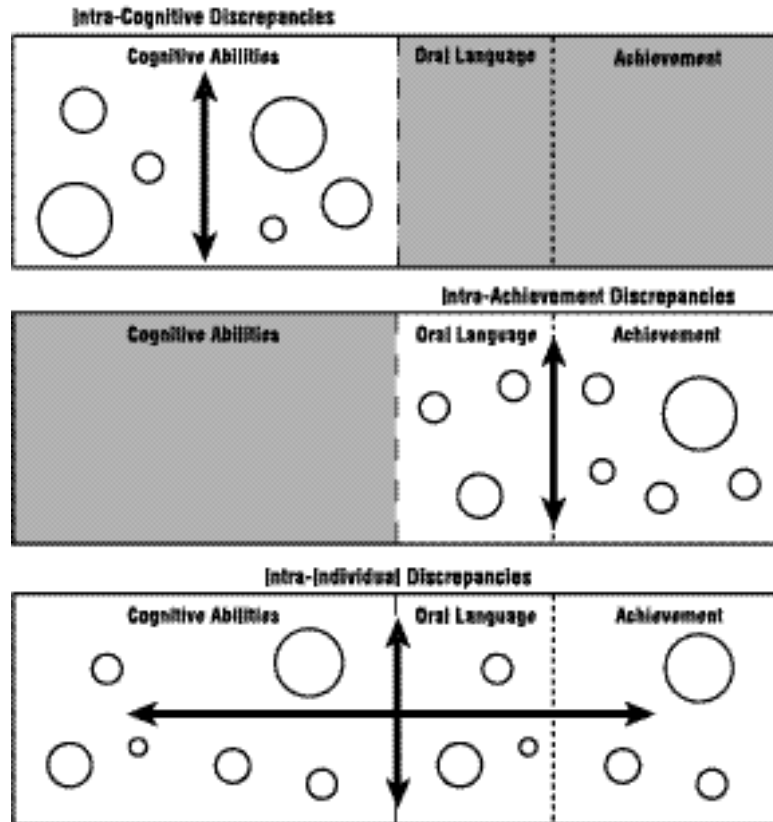 Intra-Cognitive Discrepancies
Cognitive Abilities Oral Language Achievement
Intra-Achievement Discrepancies
Cognitive Abilities Oral Language Achievement
Intra-Individual Discrepancies
Cognitive Abilities Oral Language Achievement